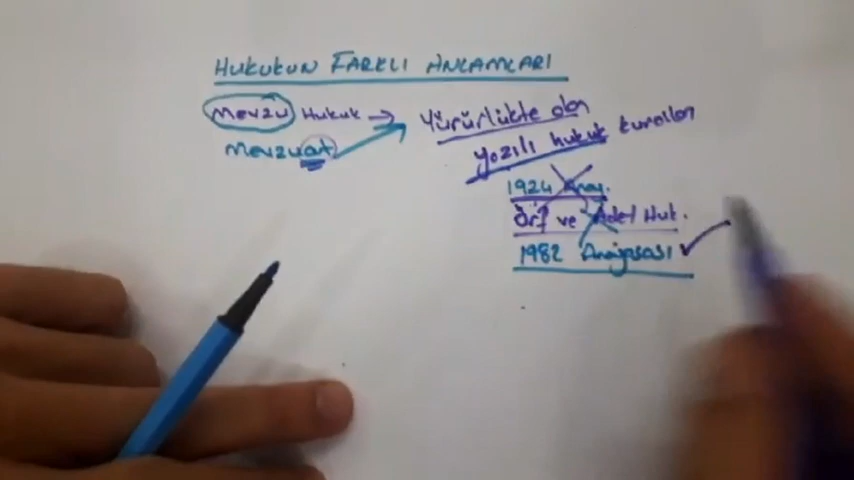 HUKUKUN FARKLI ANLAMLARI
Mevzu Hukuk → Yürürlükte olan
Mevzuat yazılı hukuk kuralları
1924 Anay.
Örf ve Adet Huk.
1982 Anayasası ✓